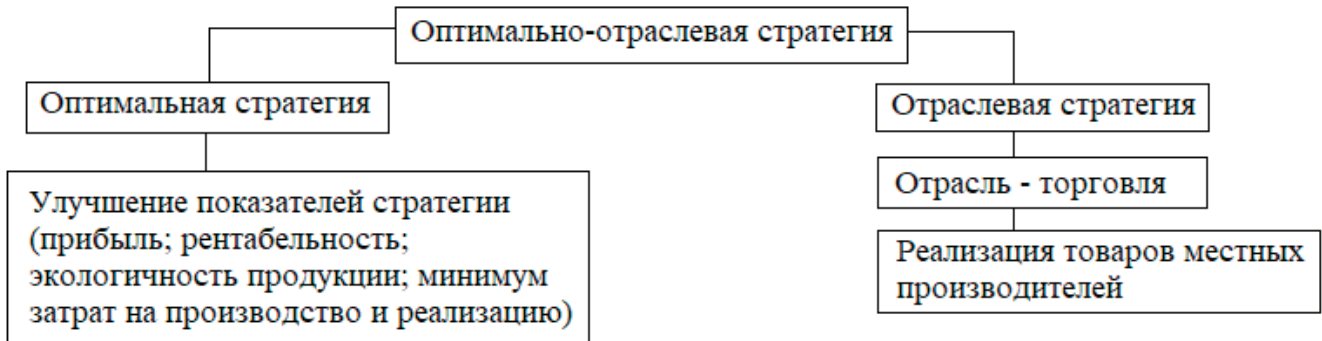 Оптимально-отраслевая стратегия
Оптимальная стратегия
Отраслевая стратегия
Улучшение показателей стратегии
(прибыль; рентабельность;
экологичность продукции; минимум
затрат на производство и реализацию)
Отрасль - торговля
Реализация товаров местных
производителей